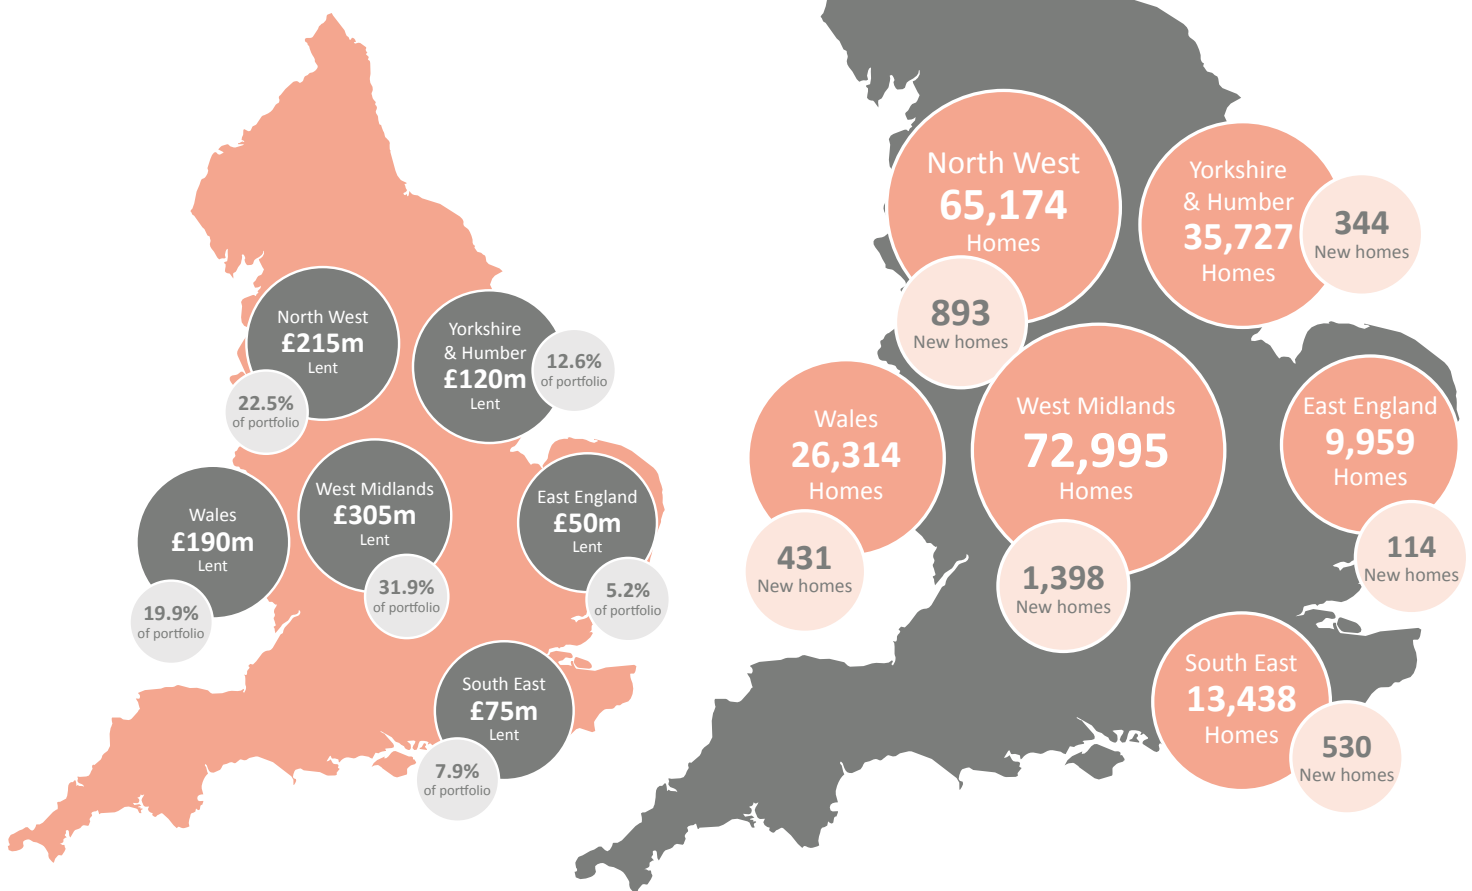 North West
£215m
Lent
22.5%
of portfolio
Yorkshire
& Humber
£120m
Lent
12.6%
of portfolio
Wales
£190m
Lent
19.9%
of portfolio
West Midlands
£305m
Lent
31.9%
of portfolio
East England
£50m
Lent
5.2%
of portfolio
South East
£75m
Lent
7.9%
of portfolio
North West
65,174
Homes
893
New homes
Yorkshire
& Humber
35,727
Homes
344
New homes
Wales
26,314
Homes
431
New homes
West Midlands
72,995
Homes
1,398
New homes
East England
9,959
Homes
114
New homes
South East
13,438
Homes
530
New homes